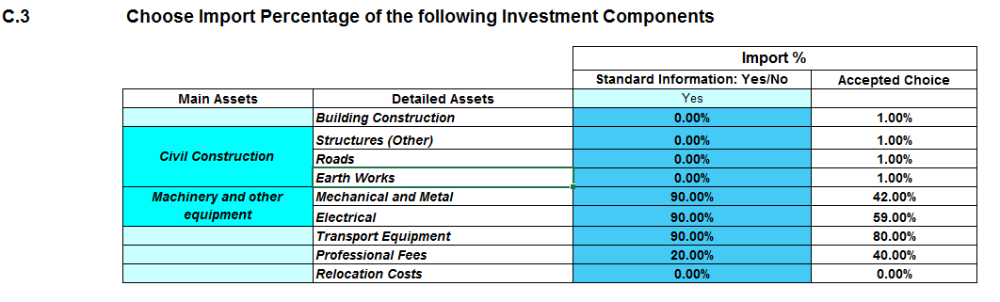 C.3 Choose Import Percentage of the following Investment Components
Import %
Standard Information: Yes/No Accepted Choice
Main Assets Detailed Assets Yes
Building Construction 0.00% 1.00%
Civil Construction
Structures (Other) 0.00% 1.00%
Roads 0.00% 1.00%
Earth Works 0.00% 1.00%
Machinery and other
equipment
Mechanical and Metal 90.00% 42.00%
Electrical 90.00% 59.00%
Transport Equipment 90.00% 80.00%
Professional Fees 20.00% 40.00%
Relocation Costs 0.00% 0.00%